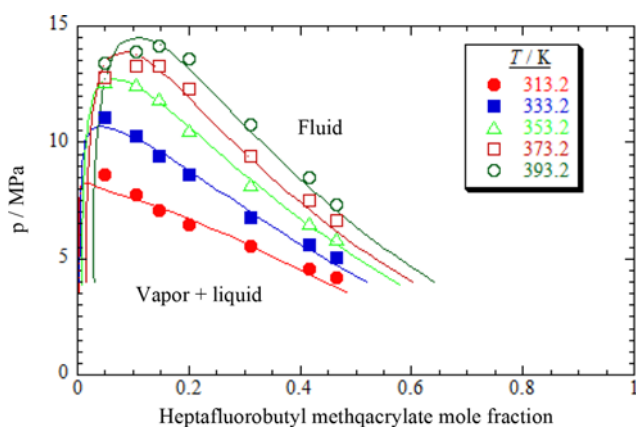 15
10
5
0
p / MPa
T / K
313.2
333.2
353.2
373.2
393.2
Fluid
Vapor + liquid
0 0.2 0.4 0.6 0.8 1
Heptafluorobutyl methqacrylate mole fraction